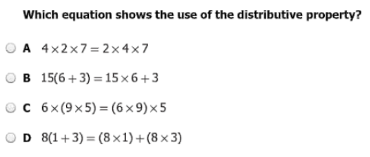 Which equation shows the use of the distributive property?
A 4×2×7=2×4×7
B 15(6+3)=15×6+3
C 6×(9×5)=(6×9)×5
D 8(1+3)=(8×1)+(8×3)